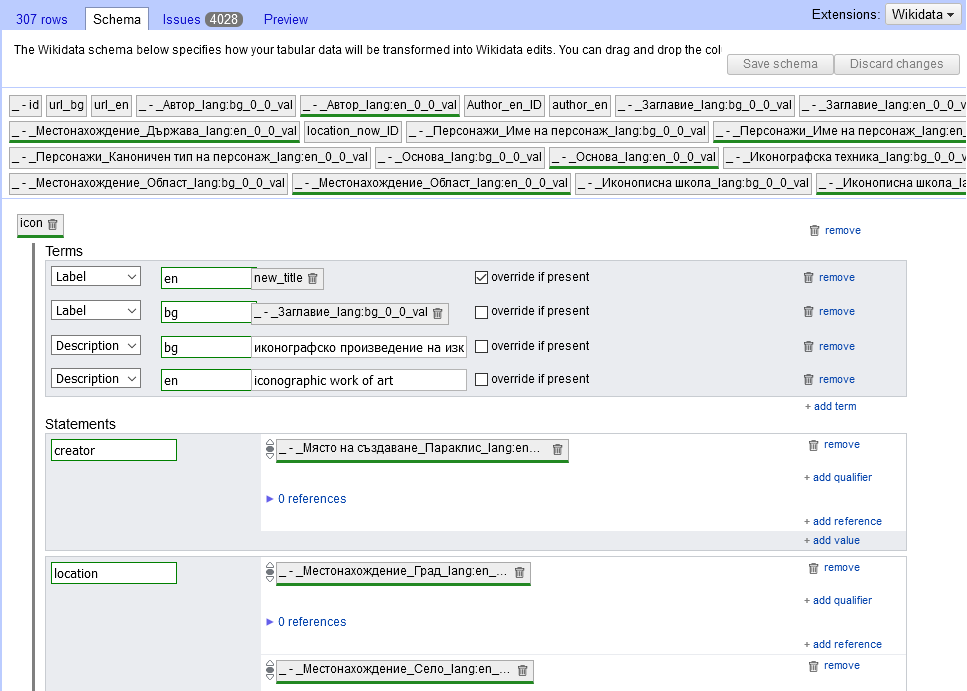 307 rows Schema Issues 4028 Preview Extensions: Wikidata
The Wikidata schema below specifies how your tabular data will be transformed into Wikidata edits. You can drag and drop the
Save schema Discard changes
_ - id url_bg url_en _ - _Автор_lang:bg_0_0_val _ - _Автор_lang:en_0_0_val Author_en_ID author_en _ - _Заглавие_lang:bg_0_0_val _ - _Заглавие_lang:en_0_0_v
_ - _Местонахождение_Държава_lang:en_0_0_val location_now_ID _ - _Персонажи_Име на персонаж_lang:bg_0_0_val _ - _Персонажи_Име на персонаж_lang:en_
_ - _Персонажи_Каноничен тип на персонаж_lang:en_0_0_val _ - _Основа_lang:bg_0_0_val _ - _Основа_lang:en_0_0_val _ - _Иконографска техника_lang:bg_0_0_v
_ - _Местонахождение_Област_lang:bg_0_0_val _ - _Местонахождение_Област_lang:en_0_0_val _ - _Иконописна школа_lang:bg_0_0_val _ - _Иконописна школа_la
icon remove
Terms
Label en new_title override if present remove
Label bg _ - _Заглавие_lang:bg_0_0_val override if present remove
Description bg иконографско произведение на изк override if present remove
Description en iconographic work of art override if present remove
+ add term
Statements
creator _ - _Място на създаване_Параклис_lang:en... remove
+ add qualifier
0 references
+ add reference
+ add value
location _ - _Местонахождение_Град_lang:en_... remove
+ add qualifier
0 references
+ add reference
_ - _Местонахождение_Село_lang:en_... remove